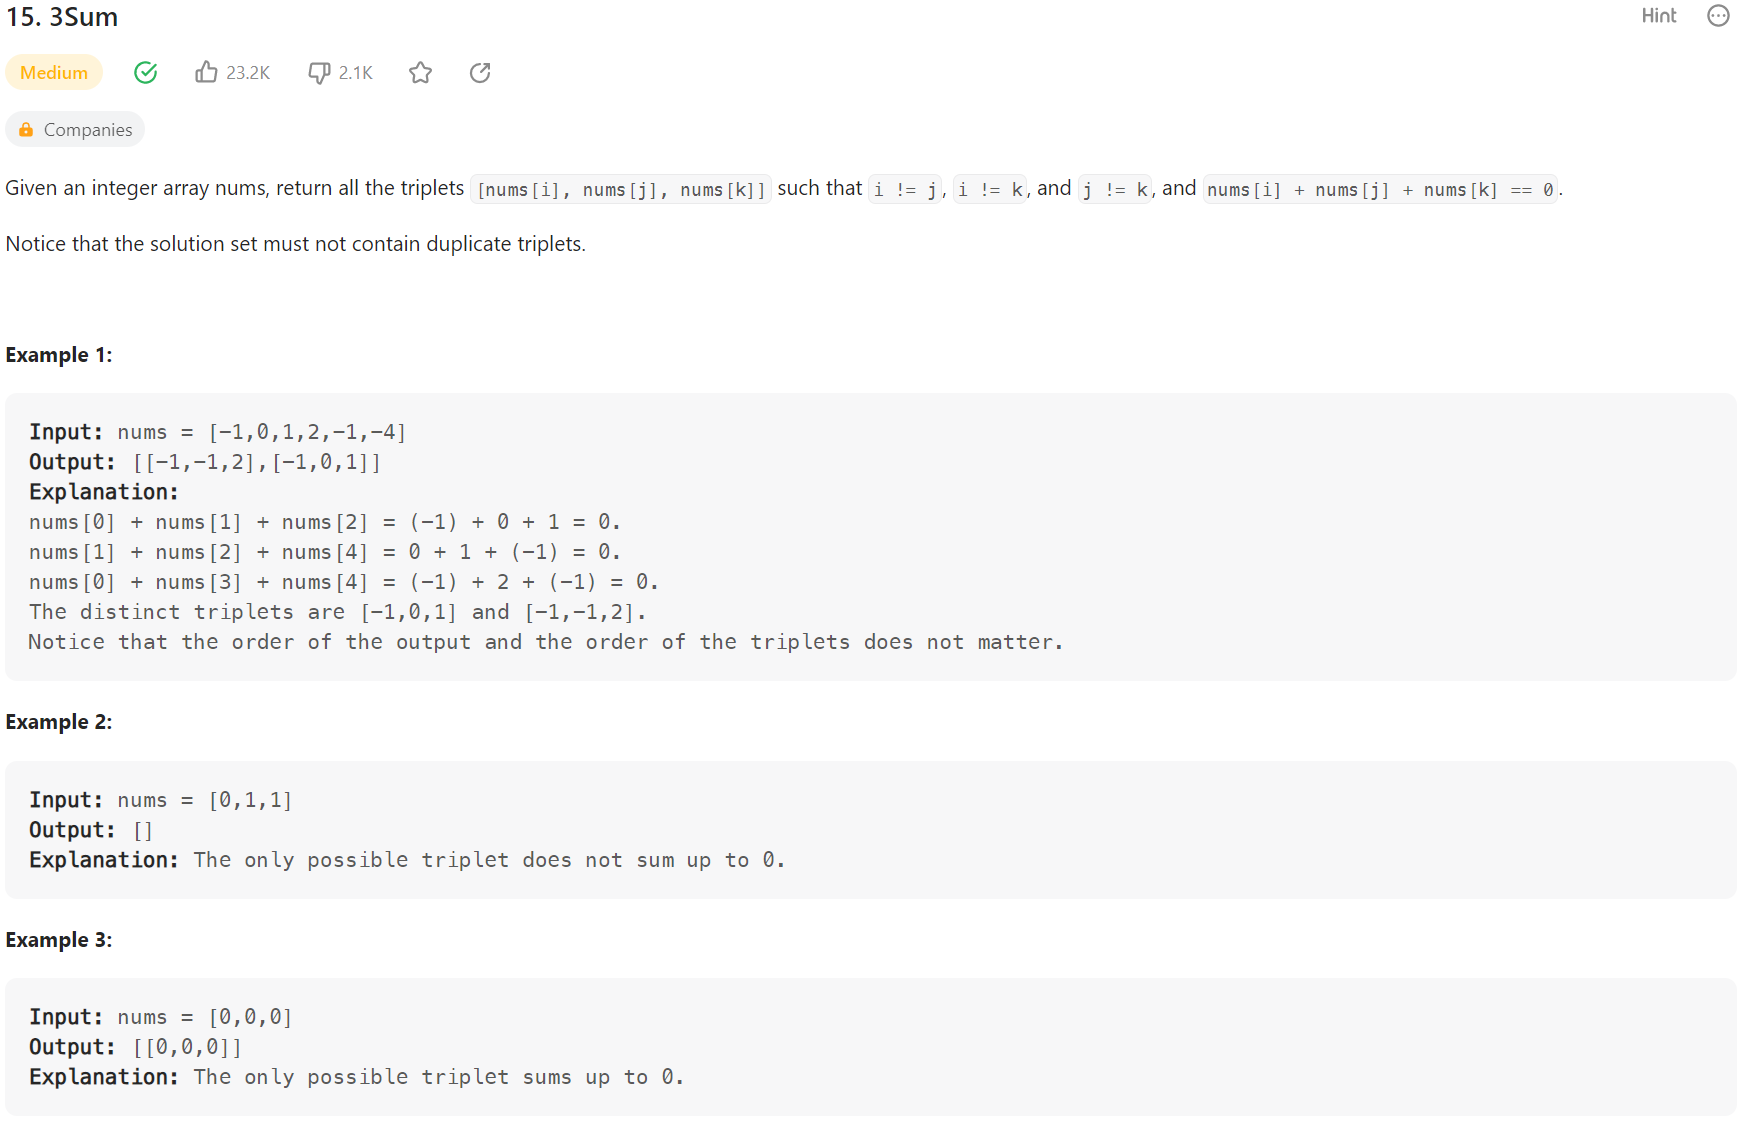 15. 3Sum
Hint
Medium
23.2K
2.1K
Companies
Given an integer array nums, return all the triplets [nums[i], nums[j], nums[k]] such that i != j, i != k, and j != k, and nums[i] + nums[j] + nums[k] == 0.
Notice that the solution set must not contain duplicate triplets.
Example 1:
Input: nums = [-1,0,1,2,-1,-4]
Output: [[-1,-1,2],[-1,0,1]]
Explanation:
nums[0] + nums[1] + nums[2] = (-1) + 0 + 1 = 0.
nums[1] + nums[2] + nums[4] = 0 + 1 + (-1) = 0.
nums[0] + nums[3] + nums[4] = (-1) + 2 + (-1) = 0.
The distinct triplets are [-1,0,1] and [-1,-1,2].
Notice that the order of the output and the order of the triplets does not matter.
Example 2:
Input: nums = [0,1,1]
Output: []
Explanation: The only possible triplet does not sum up to 0.
Example 3:
Input: nums = [0,0,0]
Output: [[0,0,0]]
Explanation: The only possible triplet sums up to 0.